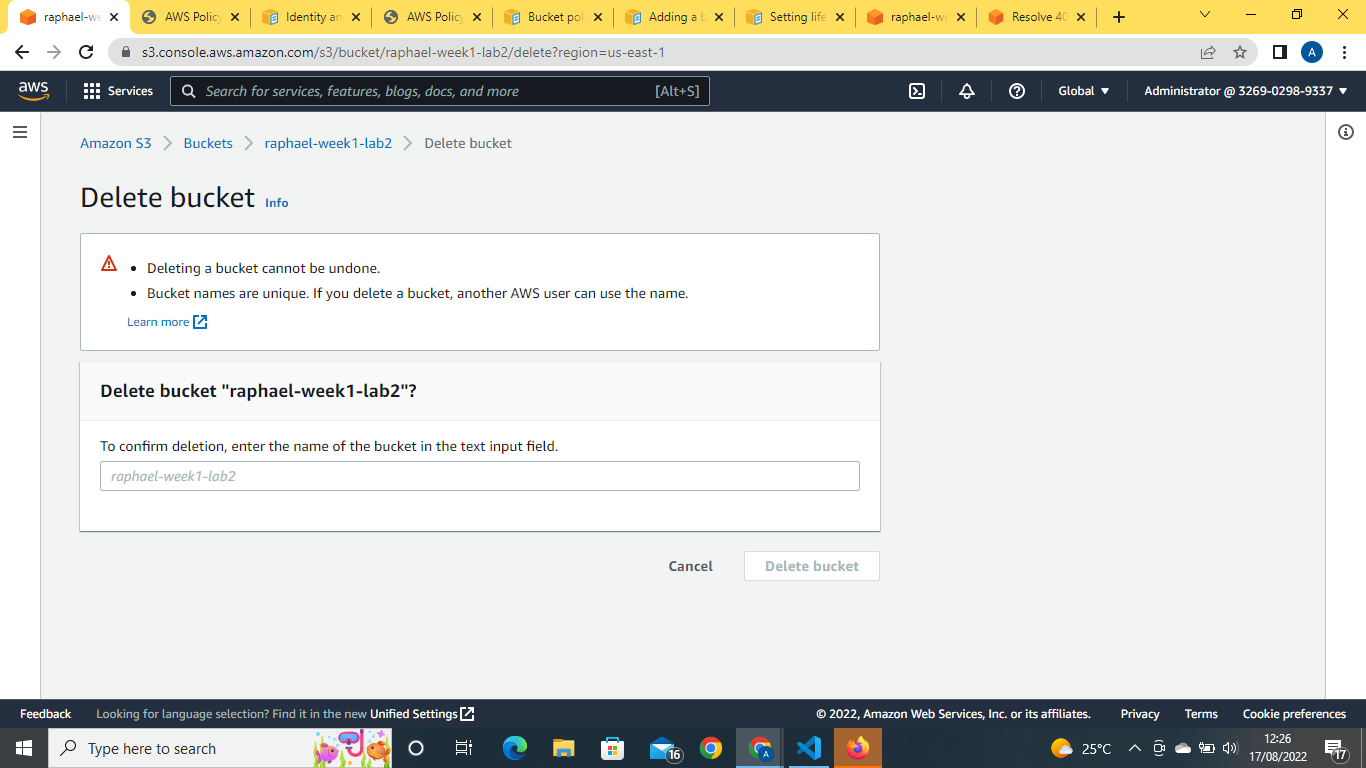 raphael-we
AWS Policy
Identity an
AWS Policy
Bucket pol
Adding a b
Setting life
raphael-we
Resolve 40
s3.console.aws.amazon.com/s3/bucket/raphael-week1-lab2/delete?region=us-east-1
A
aws
Services
Search for services, features, blogs, docs, and more
[Alt+S]
Global
Administrator @ 3269-0298-9337
Amazon S3
Buckets
raphael-week1-lab2
Delete bucket
Delete bucket Info
Deleting a bucket cannot be undone.
Bucket names are unique. If you delete a bucket, another AWS user can use the name.
Learn more
Delete bucket "raphael-week1-lab2"?
To confirm deletion, enter the name of the bucket in the text input field.
raphael-week1-lab2
Cancel
Delete bucket
Feedback
Looking for language selection? Find it in the new Unified Settings
© 2022, Amazon Web Services, Inc. or its affiliates.
Privacy
Terms
Cookie preferences
Type here to search
16
A
25°C
12:26
17/08/2022
17